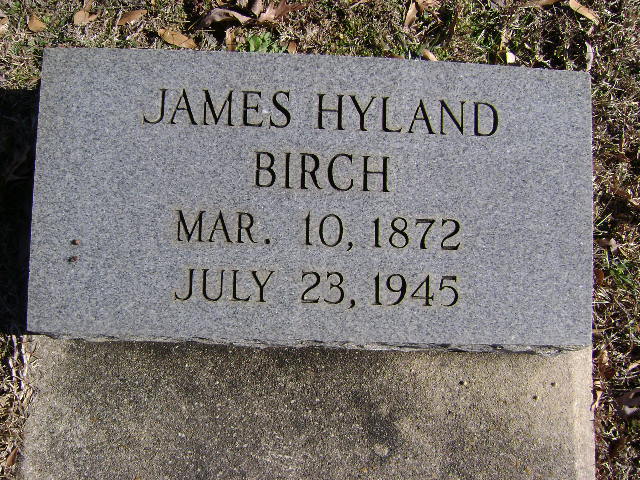 JAMES HYLAND
BIRCH
MAR. 10, 1872
JULY 23, 1945